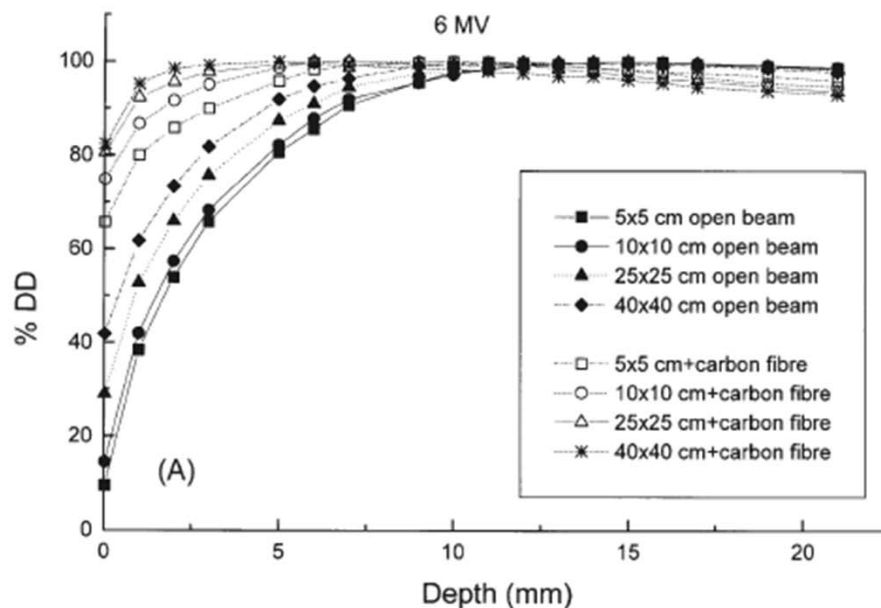 6 MV
100
80
60
40
20
0
% DD
(A)
5x5 cm open beam
10x10 cm open beam
25x25 cm open beam
40x40 cm open beam
5x5 cm+carbon fibre
10x10 cm+carbon fibre
25x25 cm+carbon fibre
40x40 cm+carbon fibre
0
5
10
15
20
Depth (mm)